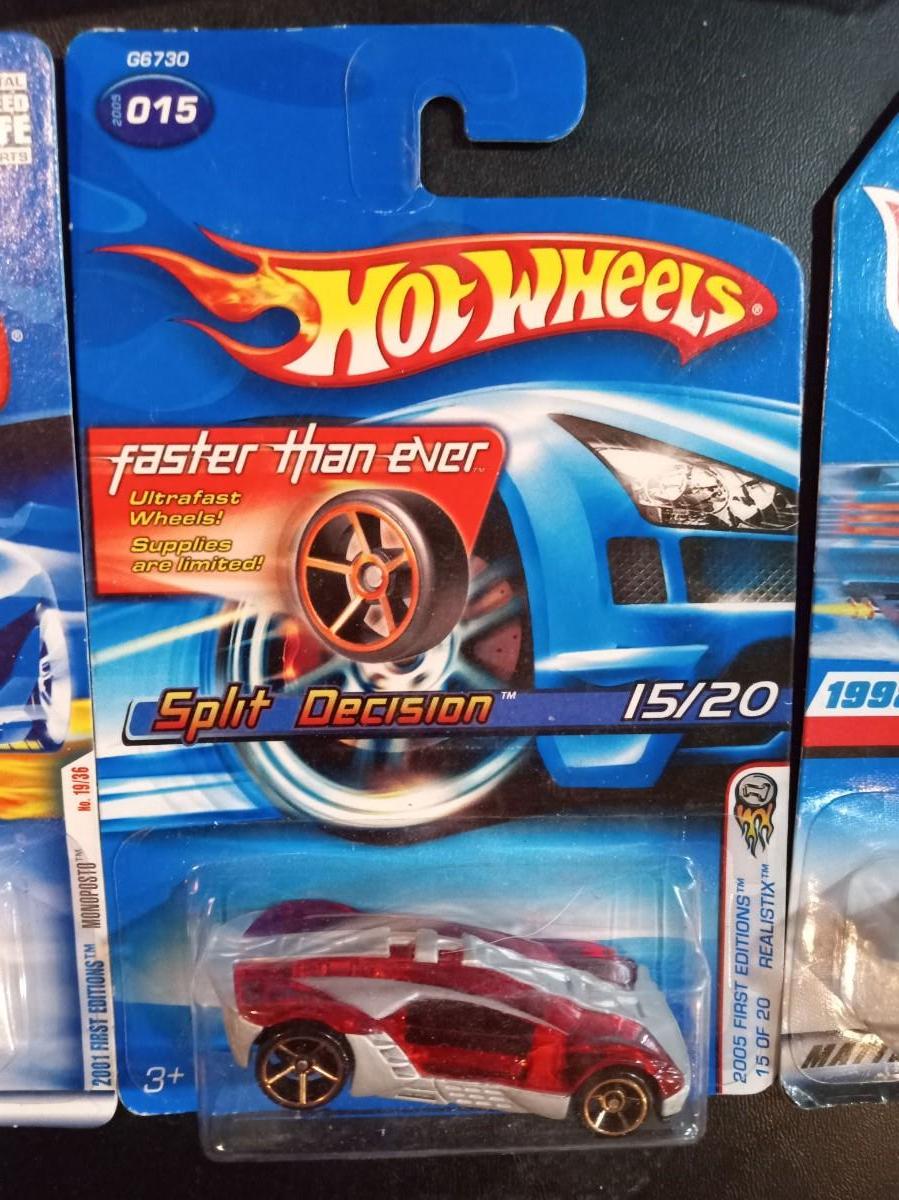 G6730
2005
015
HOT WHEELS®
faster than ever™
Ultrafast
Wheels!
Supplies
are limited!
Split Decision™
15/20
3+
2005 FIRST EDITIONS™
15 OF 20 REALISTIX™
®
No. 19/36
2001 FIRST EDITIONS™ MONOPOSTO™